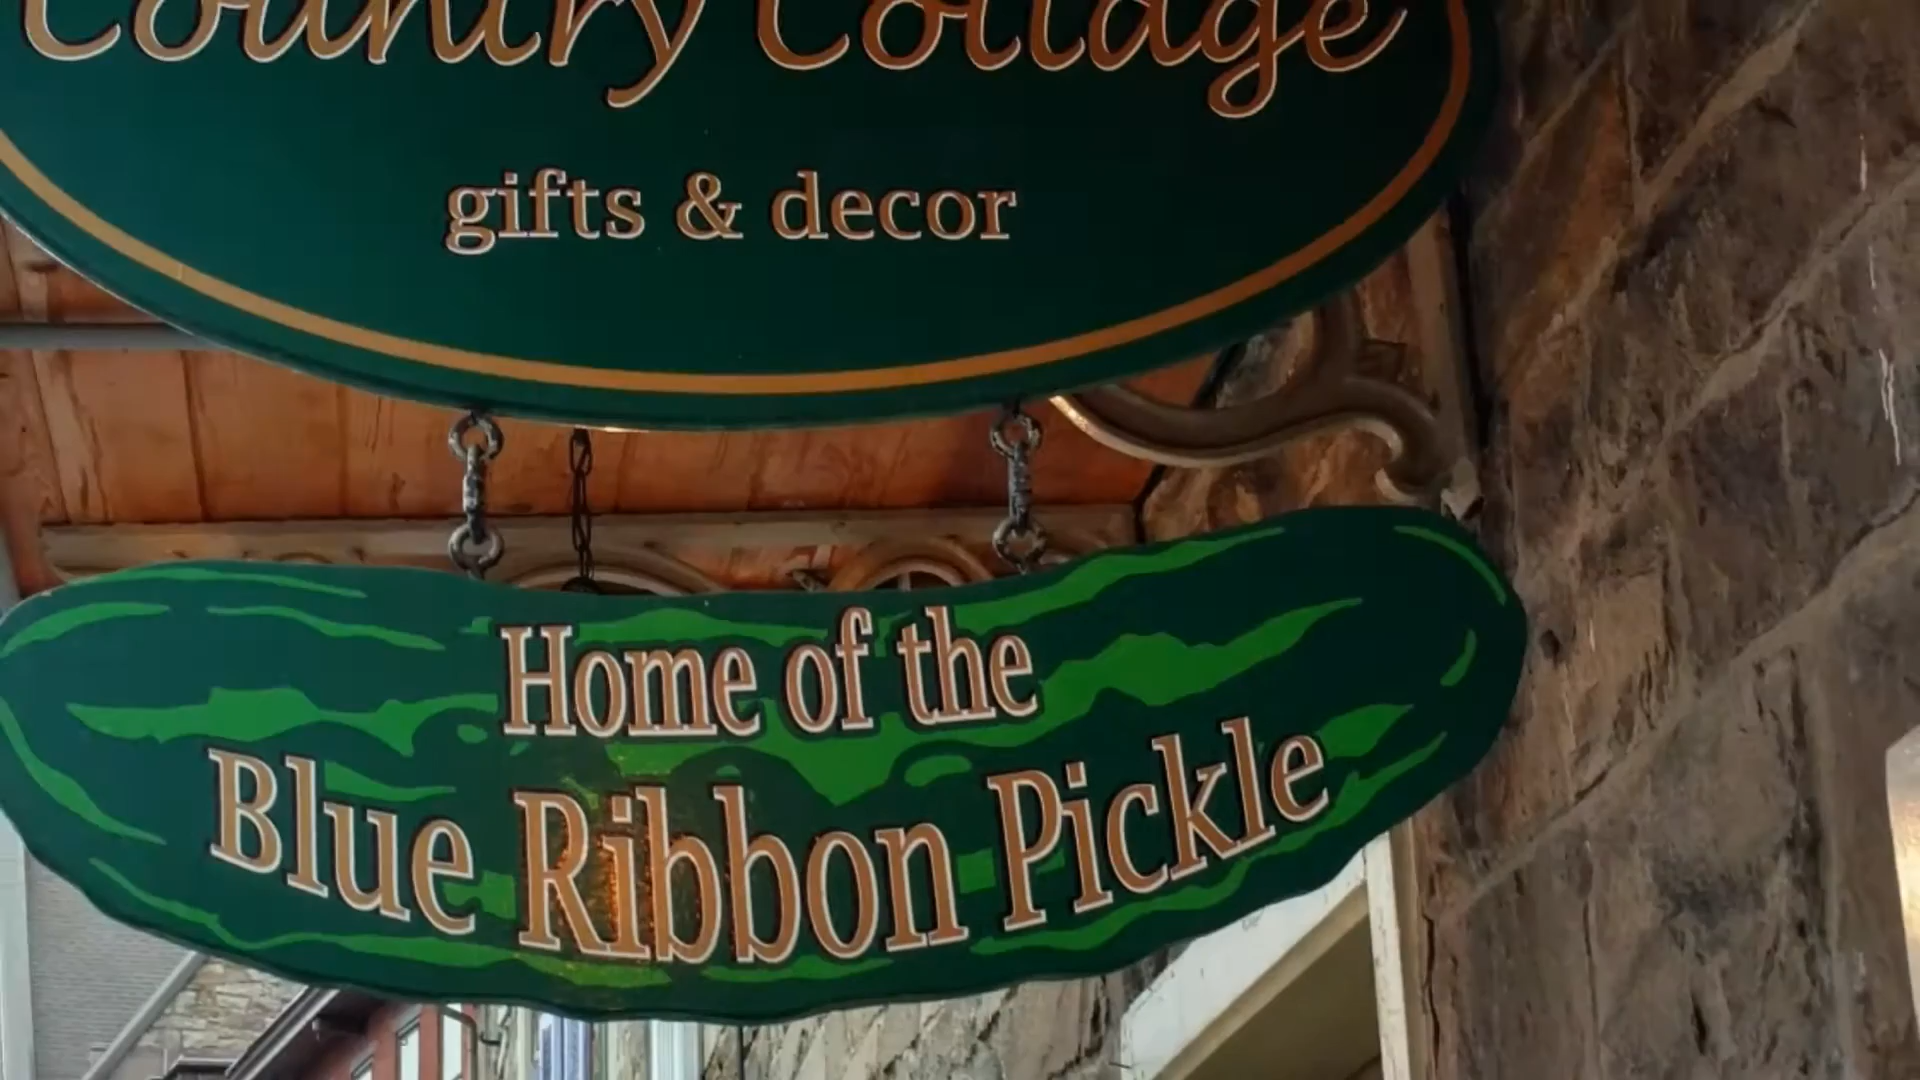 Country Cottage
gifts & decor
Home of the
Blue Ribbon Pickle